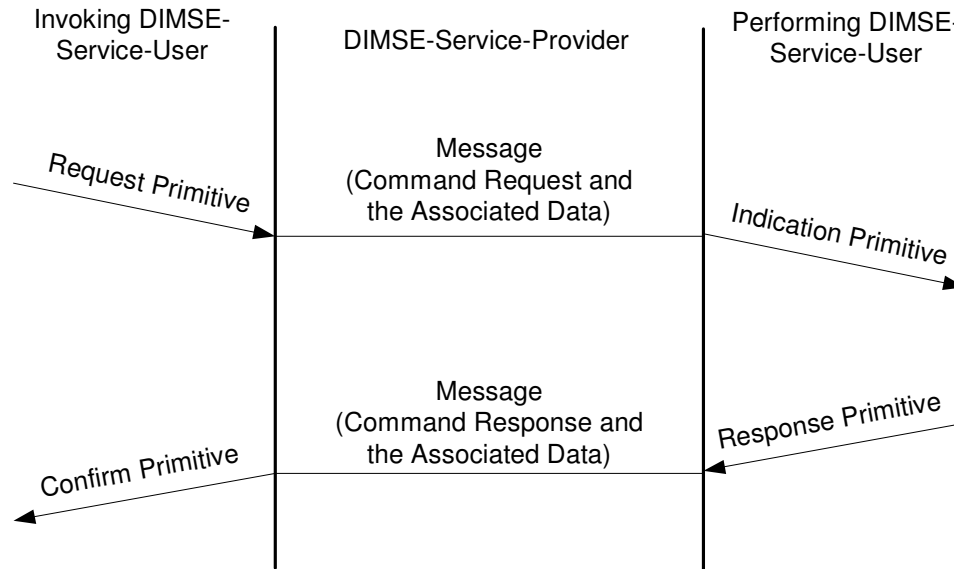 Invoking DIMSE-
Service-User
DIMSE-Service-Provider
Performing DIMSE-
Service-User
Request Primitive
Message
(Command Request and
the Associated Data)
Indication Primitive
Message
(Command Response and
the Associated Data)
Response Primitive
Confirm Primitive